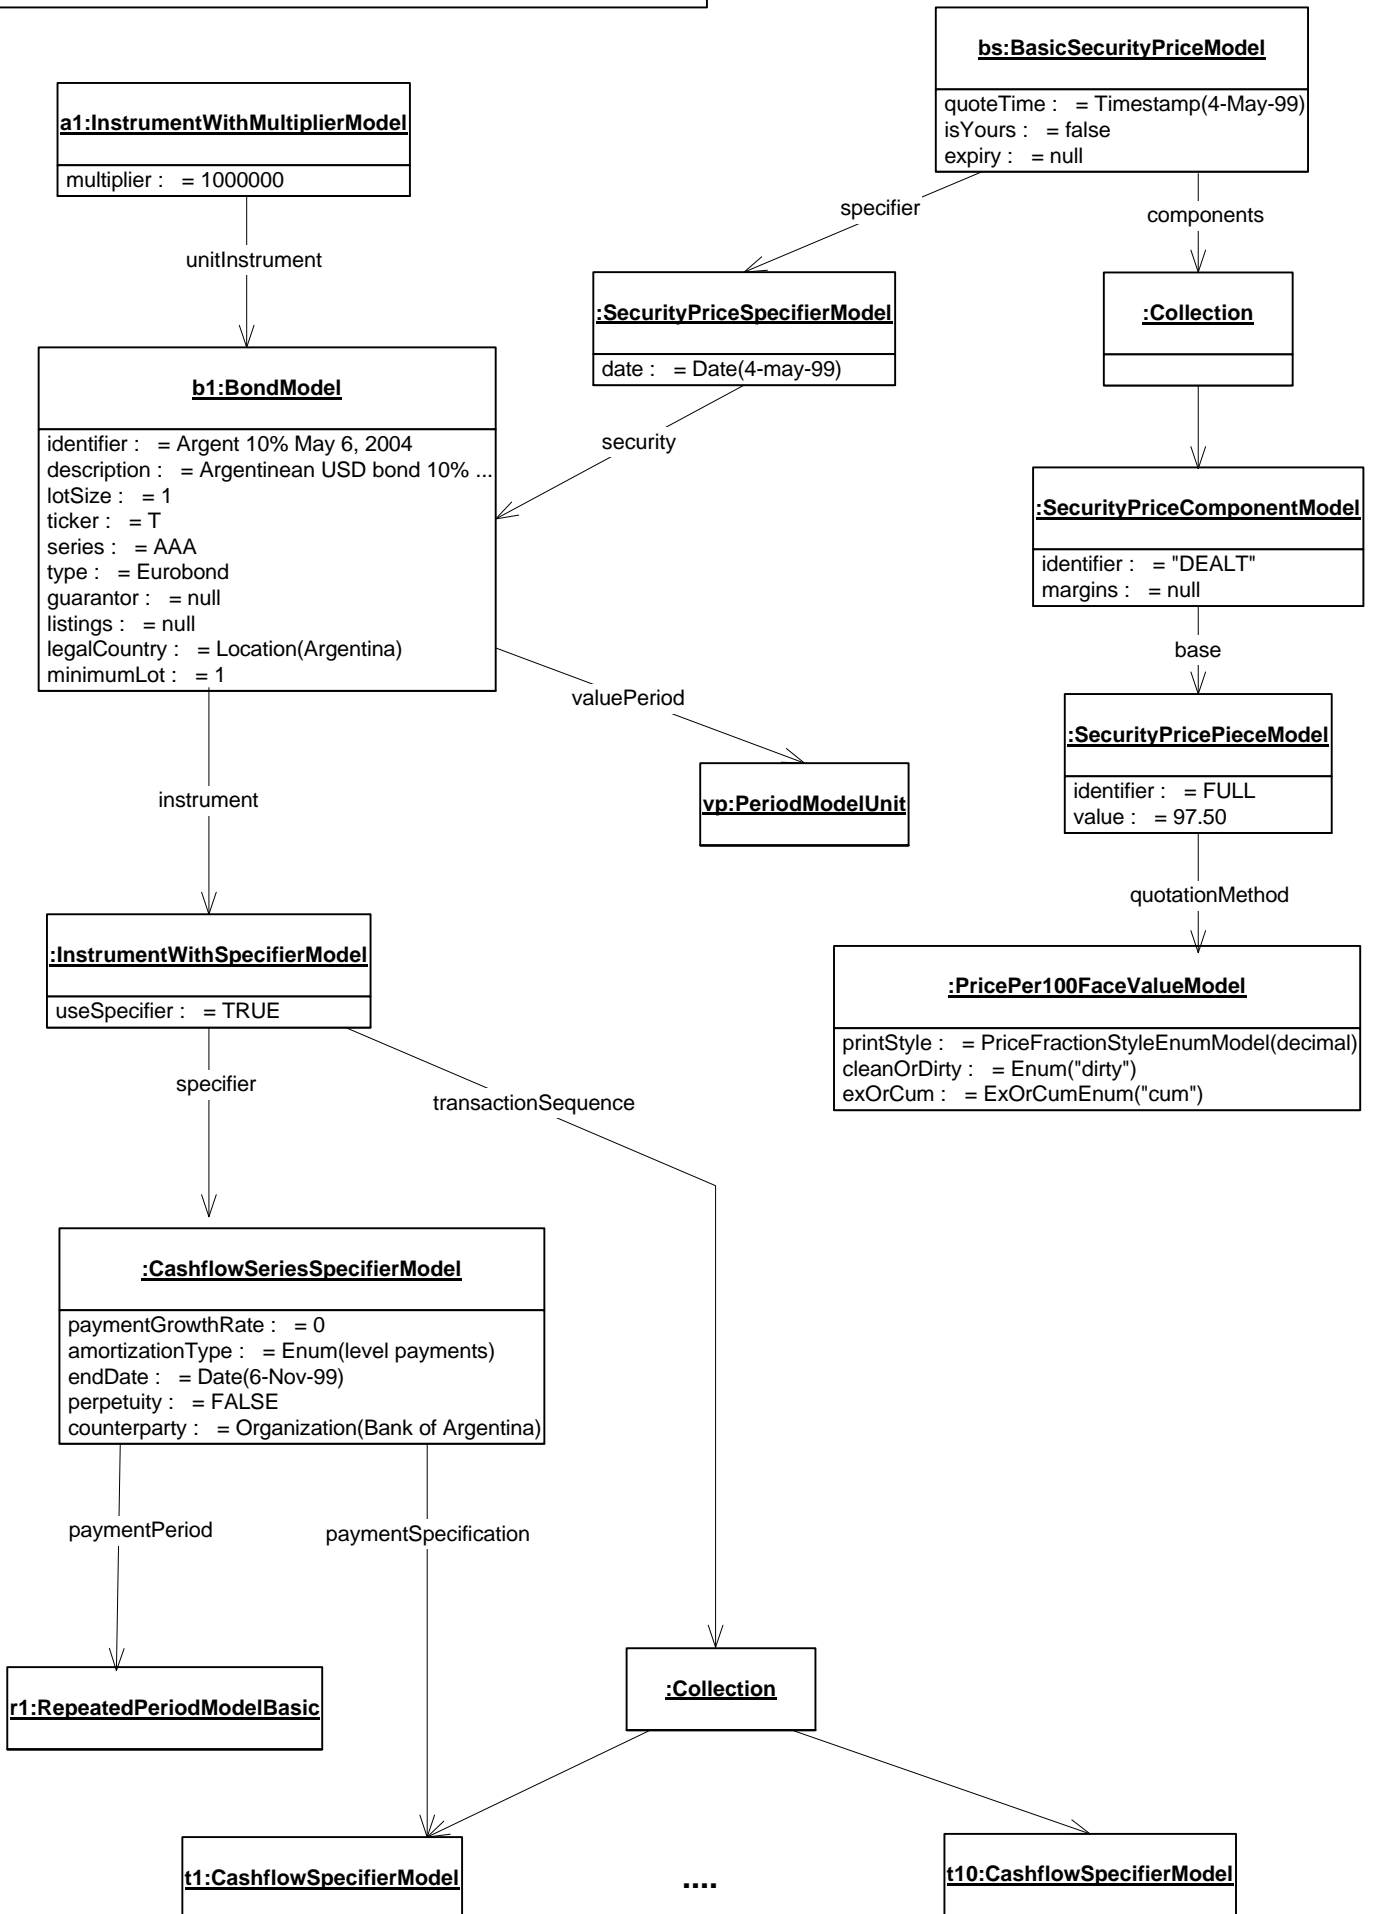 bs:BasicSecurityPriceModel
quoteTime :   = Timestamp(4-May-99)
isYours :   = false
expiry :   = null
a1:InstrumentWithMultiplierModel
multiplier :   = 1000000
specifier
components
unitInstrument
:SecurityPriceSpecifierModel
date :   = Date(4-may-99)
:Collection
b1:BondModel
identifier :   = Argent 10% May 6, 2004
description :   = Argentinean USD bond 10% ...
lotSize :   = 1
ticker :   = T
series :   = AAA
type :   = Eurobond
guarantor :   = null
listings :   = null
legalCountry :   = Location(Argentina)
minimumLot :   = 1
security
:SecurityPriceComponentModel
identifier :   = "DEALT"
margins :   = null
base
valuePeriod
:SecurityPricePieceModel
identifier :   = FULL
value :   = 97.50
vp:PeriodModelUnit
instrument
quotationMethod
:InstrumentWithSpecifierModel
useSpecifier :   = TRUE
:PricePer100FaceValueModel
printStyle :   = PriceFractionStyleEnumModel(decimal)
cleanOrDirty :   = Enum("dirty")
exOrCum :   = ExOrCumEnum("cum")
specifier
transactionSequence
:CashflowSeriesSpecifierModel
paymentGrowthRate :   = 0
amortizationType :   = Enum(level payments)
endDate :   = Date(6-Nov-99)
perpetuity :   = FALSE
counterparty :   = Organization(Bank of Argentina)
paymentPeriod
paymentSpecification
r1:RepeatedPeriodModelBasic
:Collection
t1:CashflowSpecifierModel
....
t10:CashflowSpecifierModel